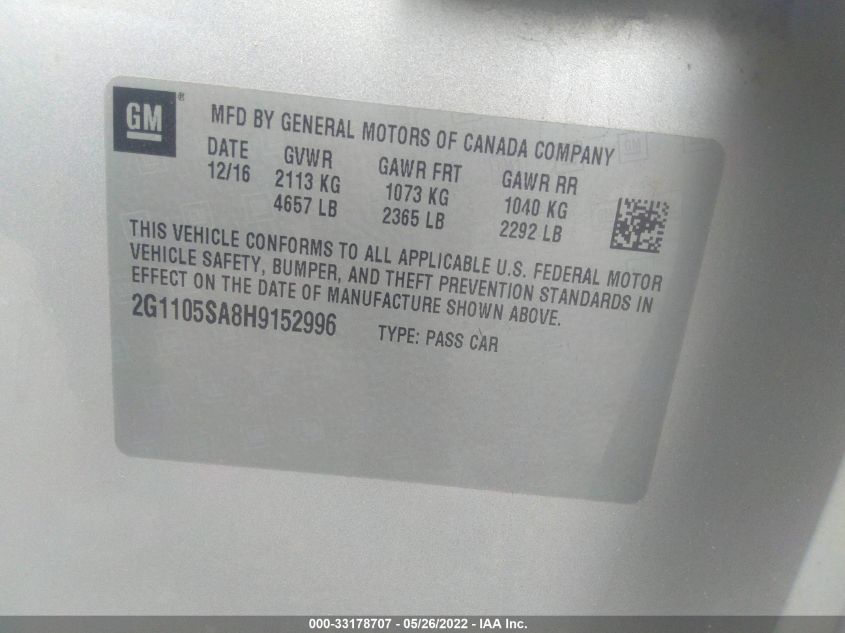 GM ®
MFD BY GENERAL MOTORS OF CANADA COMPANY
DATE GVWR GAWR FRT GAWR RR
12/16 2113 KG 1073 KG 1040 KG
4657 LB 2365 LB 2292 LB
THIS VEHICLE CONFORMS TO ALL APPLICABLE U.S. FEDERAL MOTOR
VEHICLE SAFETY, BUMPER, AND THEFT PREVENTION STANDARDS IN
EFFECT ON THE DATE OF MANUFACTURE SHOWN ABOVE.
2G1105SA8H9152996 TYPE: PASS CAR
000-33178707 - 05/26/2022 - IAA Inc.